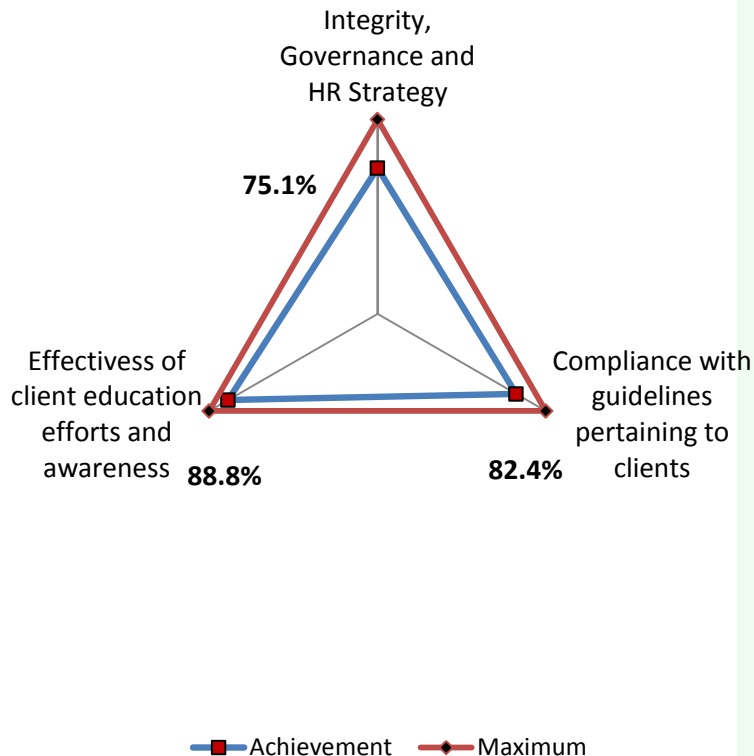 Integrity,
Governance and
HR Strategy
75.1%
Effectivess of
client education
efforts and
awareness
88.8%
Compliance with
guidelines
pertaining to
clients
82.4%
Achievement
Maximum